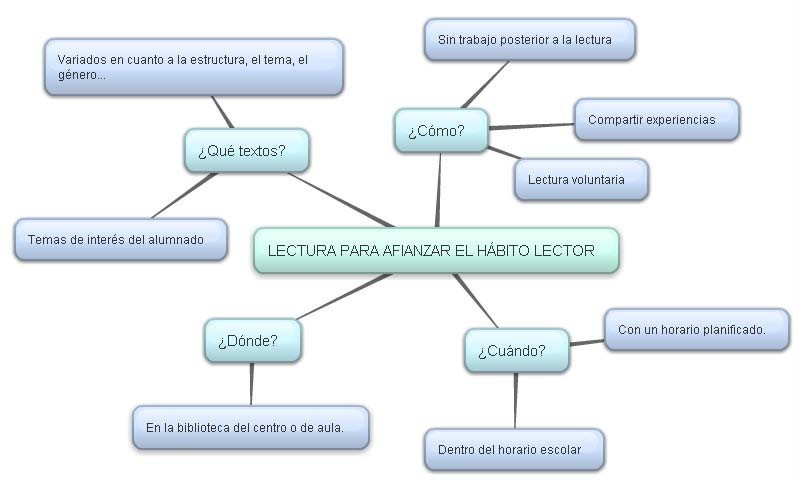 Sin trabajo posterior a la lectura
Variados en cuanto a la estructura, el tema, el
género...
¿Cómo?
Compartir experiencias
¿Qué textos?
Lectura voluntaria
Temas de interés del alumnado
LECTURA PARA AFIANZAR EL HÁBITO LECTOR
¿Dónde?
¿Cuándo?
Con un horario planificado.
En la biblioteca del centro o de aula.
Dentro del horario escolar